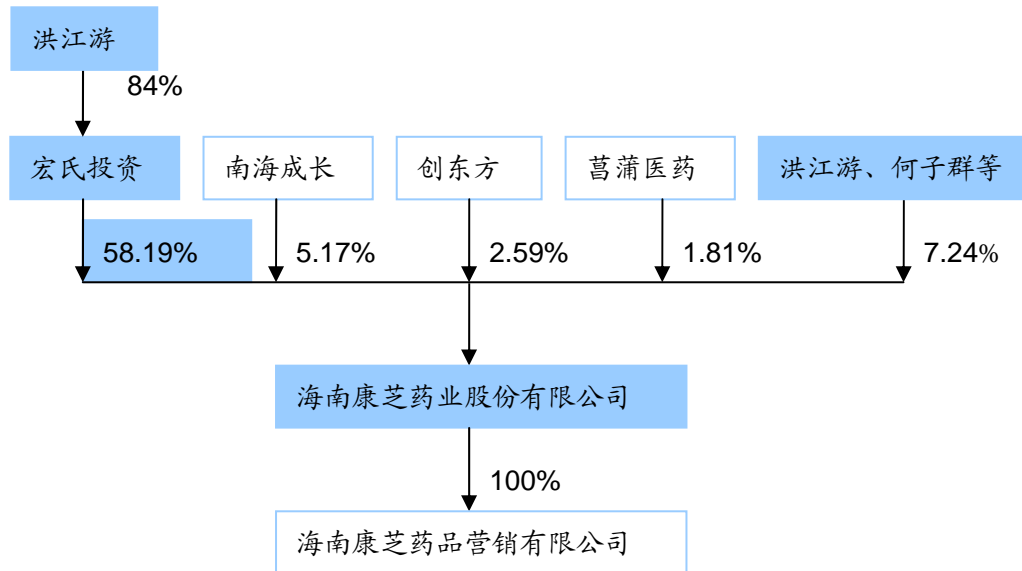 洪江游
84%
宏氏投资
南海成长
创东方
菖蒲医药
洪江游、何子群等
58.19%
5.17%
2.59%
1.81%
7.24%
海南康芝药业股份有限公司
100%
海南康芝药品营销有限公司